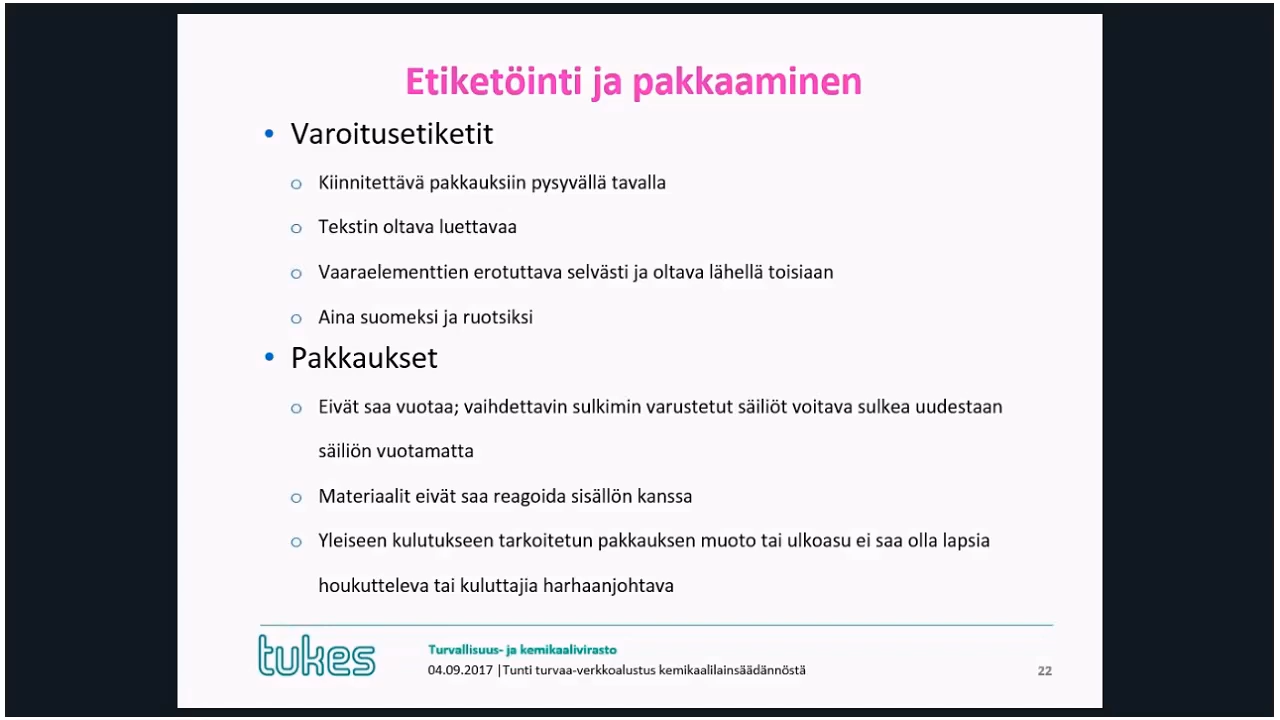 Etiketöinti ja pakkaaminen
• Varoitusetiketit
o Kiinnitettävä pakkauksiin pysyvällä tavalla
o Tekstin oltava luettavaa
o Vaaraelementtien erotuttava selvästi ja oltava lähellä toisiaan
o Aina suomeksi ja ruotsiksi
• Pakkaukset
o Eivät saa vuotaa; vaihdettavin sulkimin varustetut säiliöt voitava sulkea uudestaan
säiliön vuotamatta
o Materiaalit eivät saa reagoida sisällön kanssa
o Yleiseen kulutukseen tarkoitetun pakkauksen muoto tai ulkoasu ei saa olla lapsia
houkutteleva tai kuluttajia harhaanjohtava
tukes
Turvallisuus- ja kemikaalivirasto
04.09.2017 |Tunti turvaa-verkkoalustus kemikaalilainsäädännöstä
22